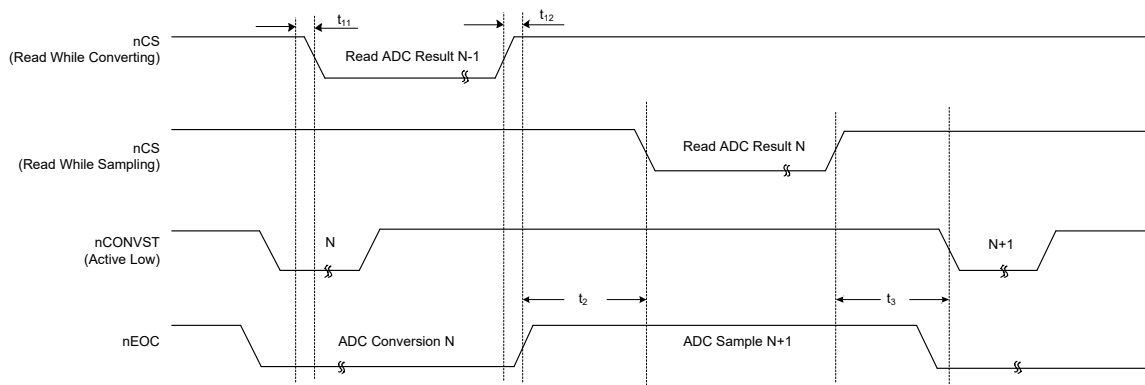 t11
t12
nCS
(Read While Converting)
Read ADC Result N-1
nCS
(Read While Sampling)
Read ADC Result N
nCONVST
(Active Low)
N
N+1
t2
t3
nEOC
ADC Conversion N
ADC Sample N+1